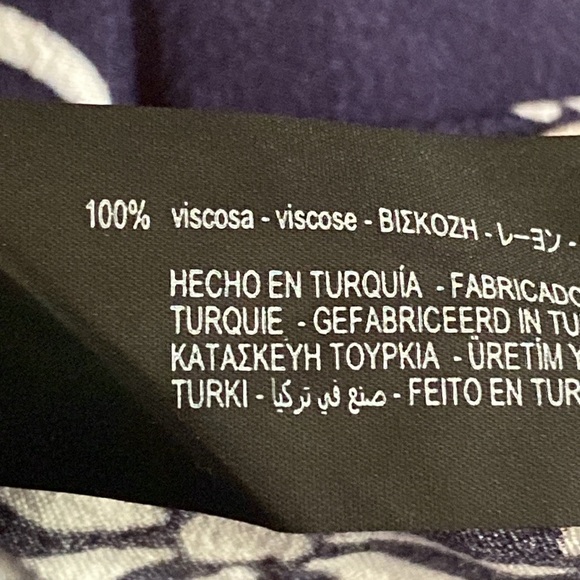 100% viscosa - viscose - ΒΙΣΚΟΖΗ - レーヨン -
HECHO EN TURQUÍA - FABRICADO
TURQUIE - GEFABRICEERD IN TU
ΚΑΤΑΣΚΕΥΗ ΤΟΥΡΚΙΑ - ÜRETİM Y
TURKI - صنع في تركيا - FEITO EN TUR